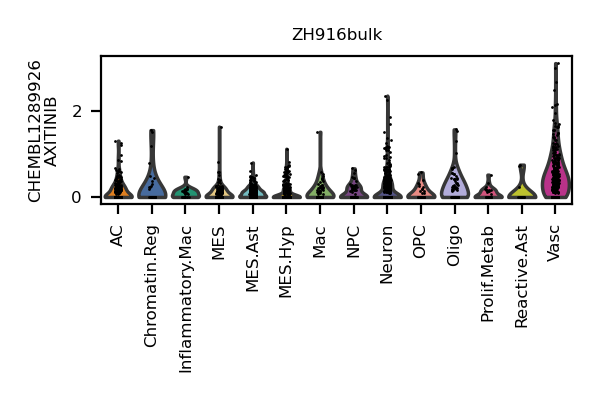 ZH916bulk
CHEMBL1289926
AXITINIB
2
0
AC
Chromatin.Reg
Inflammatory.Mac
MES
MES.Ast
MES.Hyp
Mac
NPC
Neuron
OPC
Oligo
Prolif.Metab
Reactive.Ast
Vasc